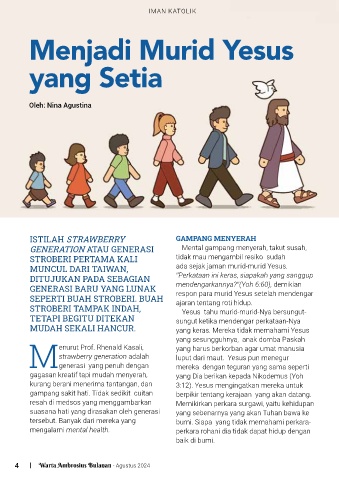 IMAN KATOLIK
Menjadi Murid Yesus
yang Setia
Oleh: Nina Agustina
ISTILAH STRAWBERRY
GENERATION ATAU GENERASI
STROBERI PERTAMA KALI
MUNCUL DARI TAIWAN,
DITUJUKAN PADA SEBAGIAN
GENERASI BARU YANG LUNAK
SEPERTI BUAH STROBERI. BUAH
STROBERI TAMPAK INDAH,
TETAPI BEGITU DITEKAN
MUDAH SEKALI HANCUR.
Menurut Prof. Rhenald Kasali,
strawberry generation adalah
generasi yang penuh dengan
gagasan kreatif tapi mudah menyerah,
kurang berani menerima tantangan, dan
gampang sakit hati. Tidak sedikit cuitan
resah di medsos yang menggambarkan
suasana hati yang dirasakan oleh generasi
tersebut. Banyak dari mereka yang
mengalami mental health.
GAMPANG MENYERAH
Mental gampang menyerah, takut susah,
tidak mau mengambil resiko sudah
ada sejak jaman murid-murid Yesus.
"Perkataan ini keras, siapakah yang sanggup
mendengarkannya?"(Yoh 6:60), demikian
respon para murid Yesus setelah mendengar
ajaran tentang roti hidup.
Yesus tahu murid-murid-Nya bersungut-
sungut ketika mendengar perkataan-Nya
yang keras. Mereka tidak memahami Yesus
yang sesungguhnya, anak domba Paskah
yang harus berkorban agar umat manusia
luput dari maut. Yesus pun menegur
mereka dengan teguran yang sama seperti
yang Dia berikan kepada Nikodemus (Yoh
3:12). Yesus mengingatkan mereka untuk
berpikir tentang kerajaan yang akan datang.
Memikirkan perkara surgawi, yaitu kehidupan
yang sebenarnya yang akan Tuhan bawa ke
bumi. Siapa yang tidak memahami perkara-
perkara rohani dia tidak dapat hidup dengan
baik di bumi.
4 | Warta Ambrosius Bulanan - Agustus 2024